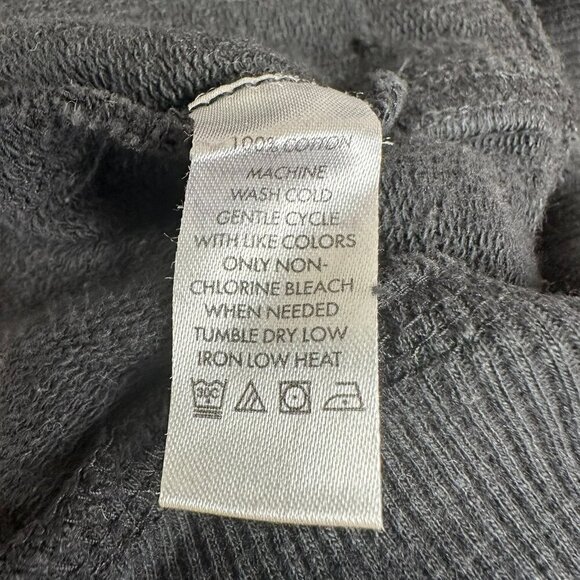 100% COTTON
MACHINE
WASH COLD
GENTLE CYCLE
WITH LIKE COLORS
ONLY NON-
CHLORINE BLEACH
WHEN NEEDED
TUMBLE DRY LOW
IRON LOW HEAT
30C